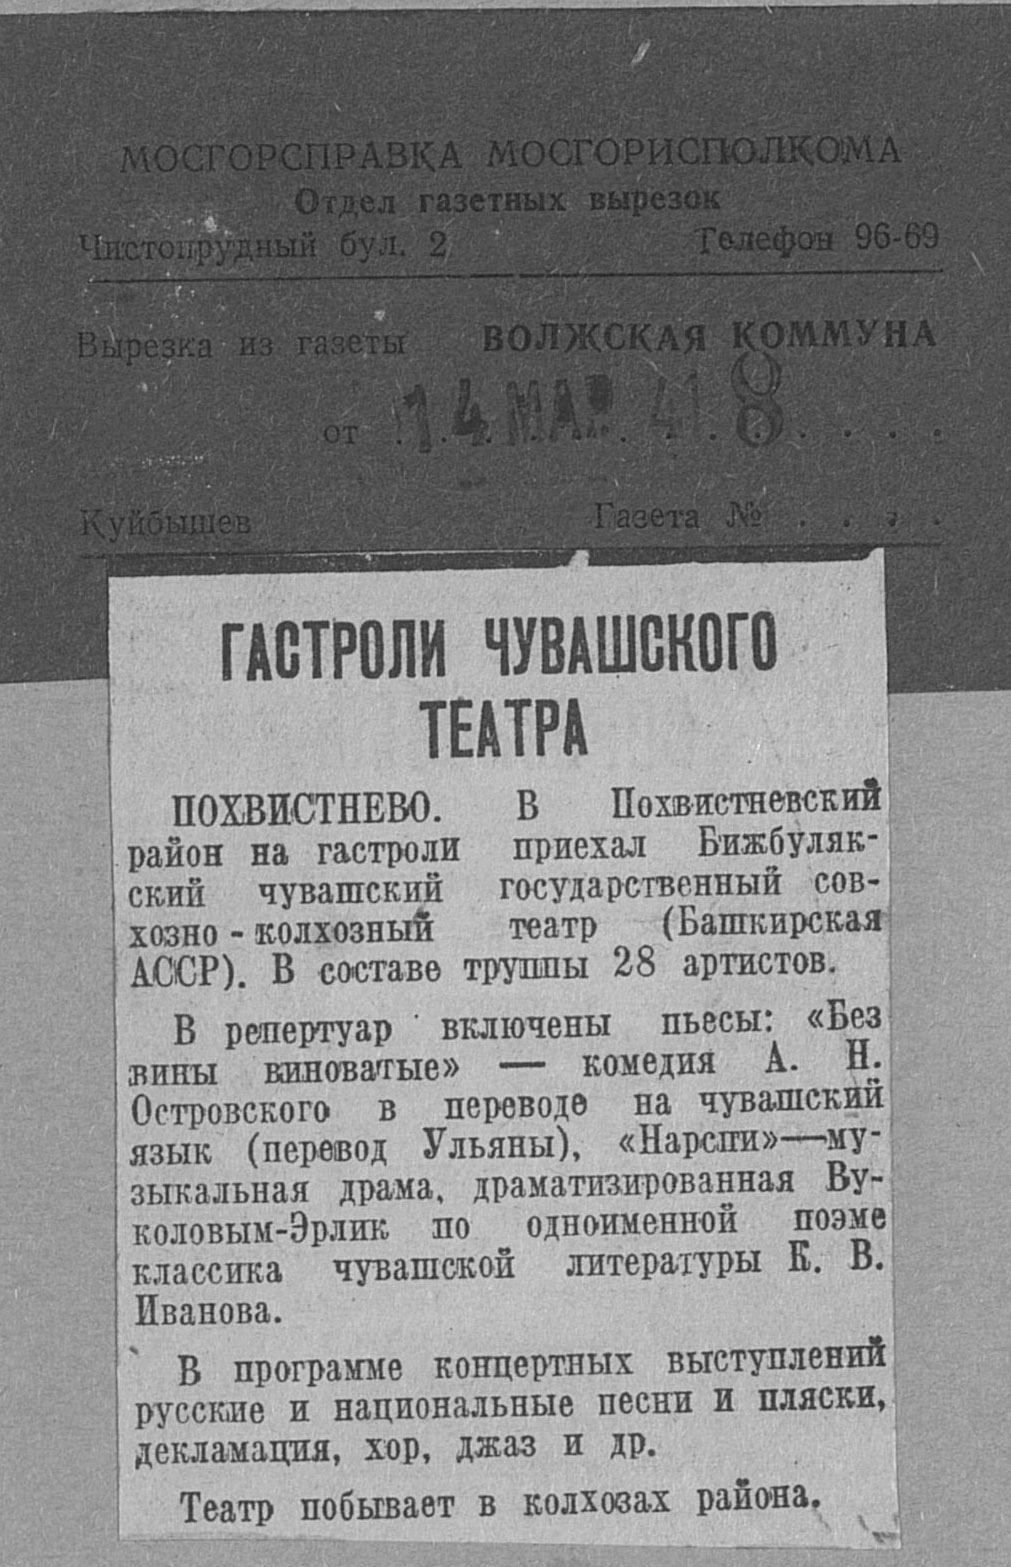 МОСГОРСПРАВКА МОСГОРИСПОЛКОМА
Отдел газетных вырезок
Чистопрудный бул. 2 Телефон 96-69
Вырезка из газеты ВОЛЖСКАЯ КОММУНА
от 14 МАР 41 8
Куйбышев Газета № . . . .
ГАСТРОЛИ ЧУВАШСКОГО
ТЕАТРА
ПОХВИСТНЕВО. В Похвистневский
район на гастроли приехал Бижбуляк-
ский чувашский государственный сов-
хозно-колхозный театр (Башкирская
АССР). В составе труппы 28 артистов.
В репертуар включены пьесы: «Без
вины виноватые» — комедия А. Н.
Островского в переводе на чувашский
язык (перевод Ульяны), «Нарспи»—му-
зыкальная драма, драматизированная Ву-
коловым-Эрлик по одноименной поэме
классика чувашской литературы К. В.
Иванова.
В программе концертных выступлений
русские и национальные песни и пляски,
декламация, хор, джаз и др.
Театр побывает в колхозах района.